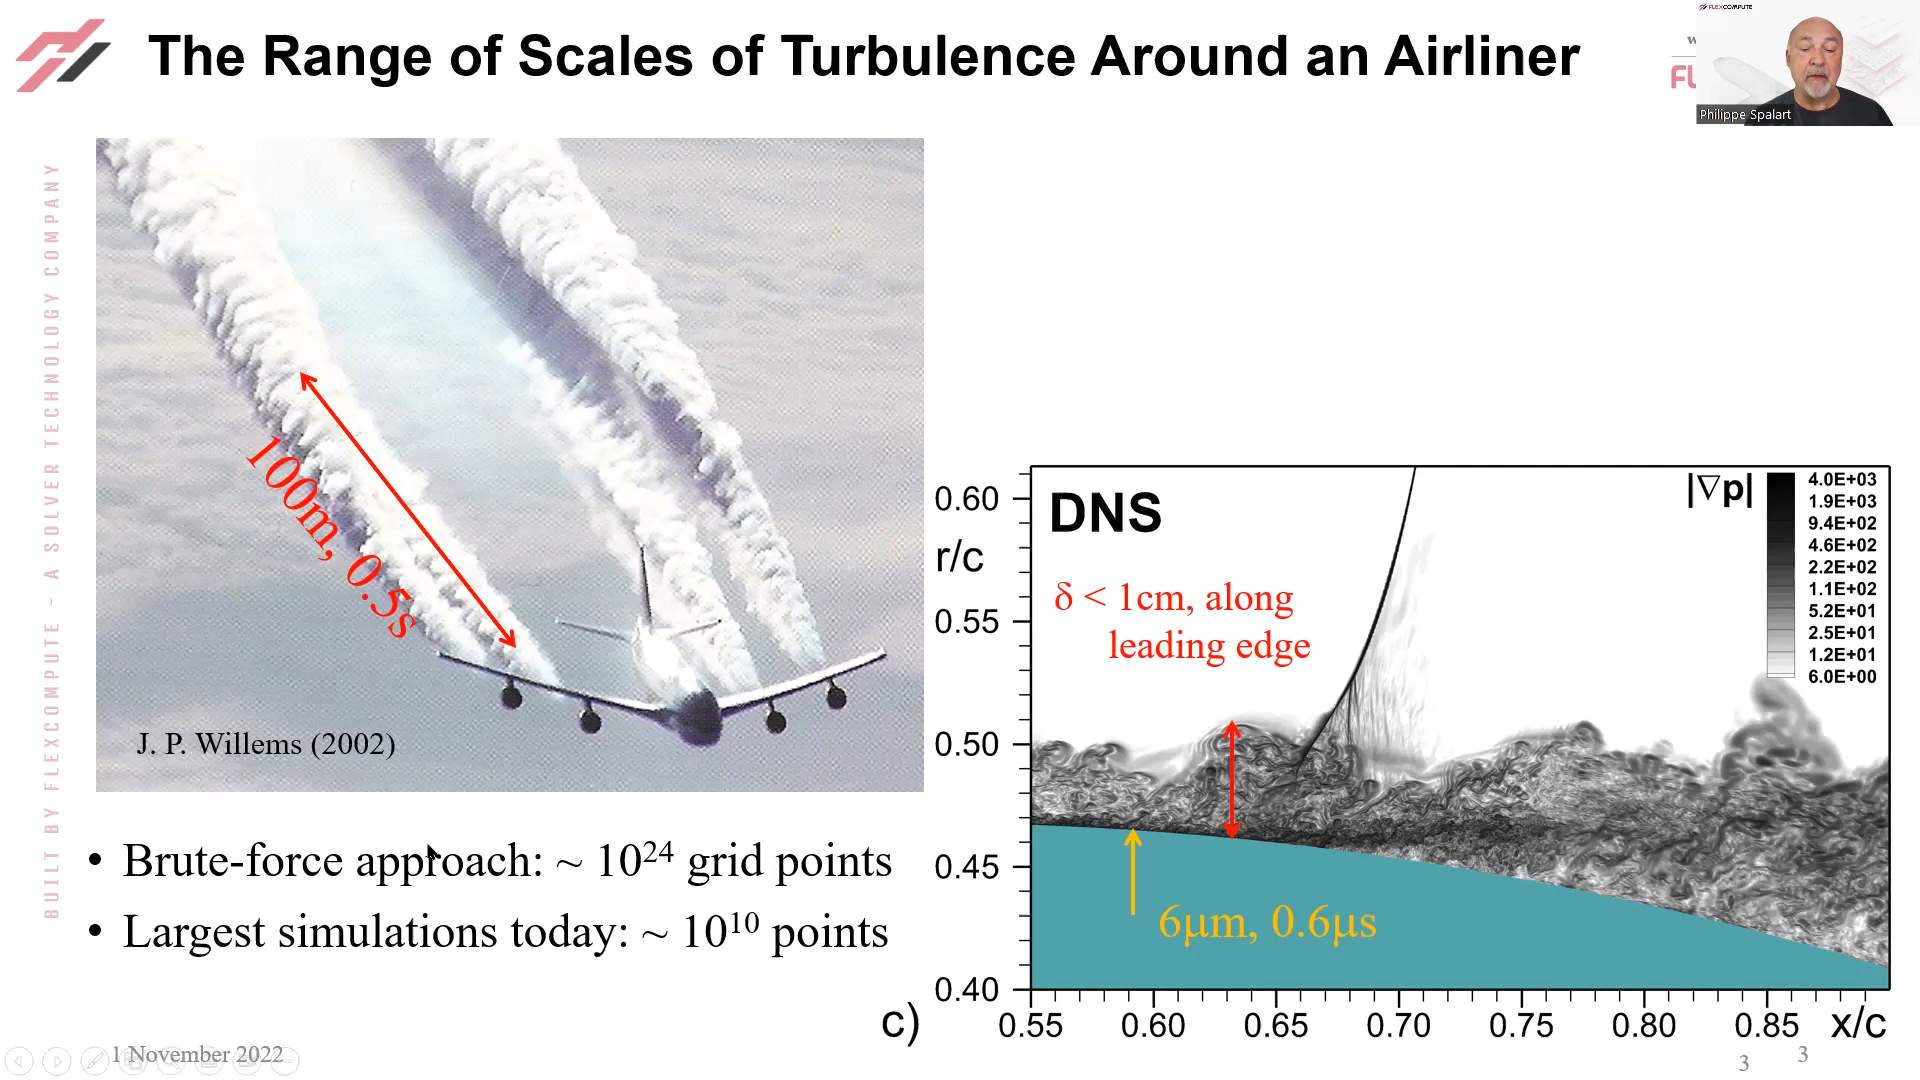 The Range of Scales of Turbulence Around an Airliner
FLEXCOMPUTE
Philippe Spalart
BUILT BY FLEXCOMPUTE - A SOLVER TECHNOLOGY COMPANY
100m, 0.5s
J. P. Willems (2002)
• Brute-force approach: ~ 10²⁴ grid points
• Largest simulations today: ~ 10¹⁰ points
DNS
|∇p|
4.0E+03
1.9E+03
9.4E+02
4.6E+02
2.2E+02
1.1E+02
5.2E+01
2.5E+01
1.2E+01
6.0E+00
δ < 1cm, along
leading edge
6μm, 0.6μs
0.60
r/c
0.55
0.50
0.45
0.40
c)
0.55 0.60 0.65 0.70 0.75 0.80 0.85 x/c
1 November 2022
3
3